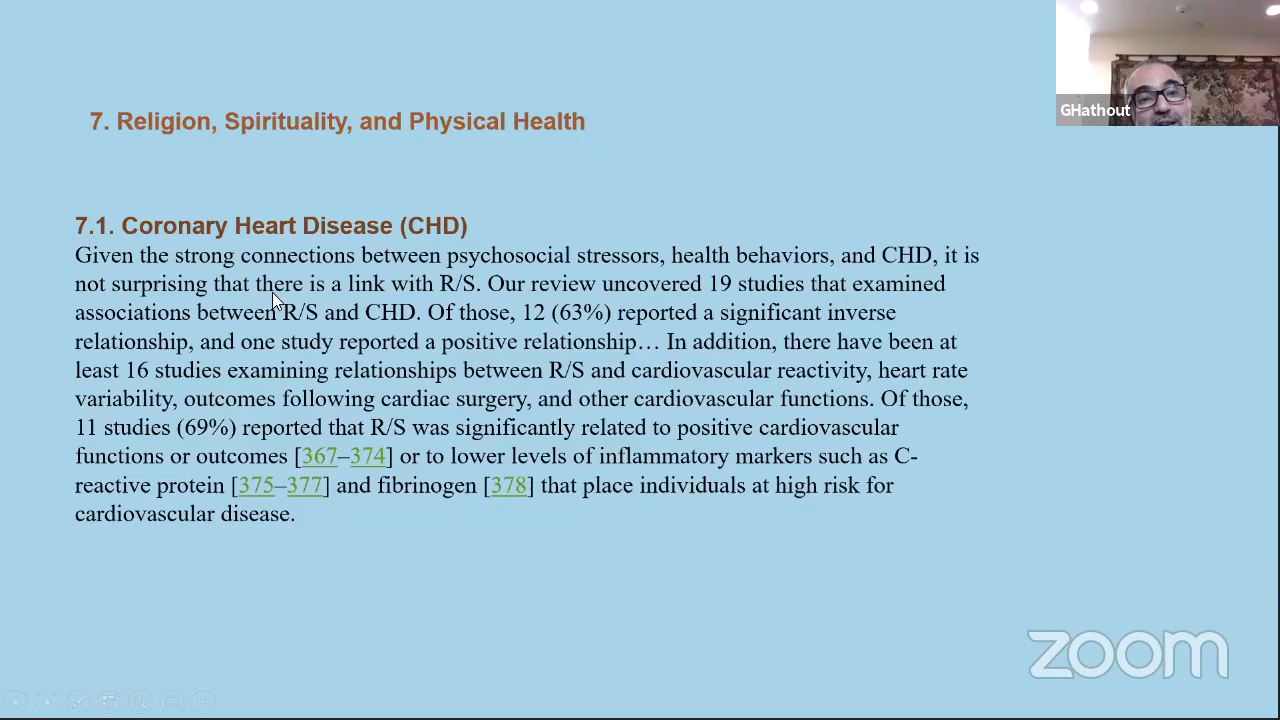 GHathout
7. Religion, Spirituality, and Physical Health
7.1. Coronary Heart Disease (CHD)
Given the strong connections between psychosocial stressors, health behaviors, and CHD, it is
not surprising that there is a link with R/S. Our review uncovered 19 studies that examined
associations between R/S and CHD. Of those, 12 (63%) reported a significant inverse
relationship, and one study reported a positive relationship… In addition, there have been at
least 16 studies examining relationships between R/S and cardiovascular reactivity, heart rate
variability, outcomes following cardiac surgery, and other cardiovascular functions. Of those,
11 studies (69%) reported that R/S was significantly related to positive cardiovascular
functions or outcomes [367–374] or to lower levels of inflammatory markers such as C-
reactive protein [375–377] and fibrinogen [378] that place individuals at high risk for
cardiovascular disease.
zoom